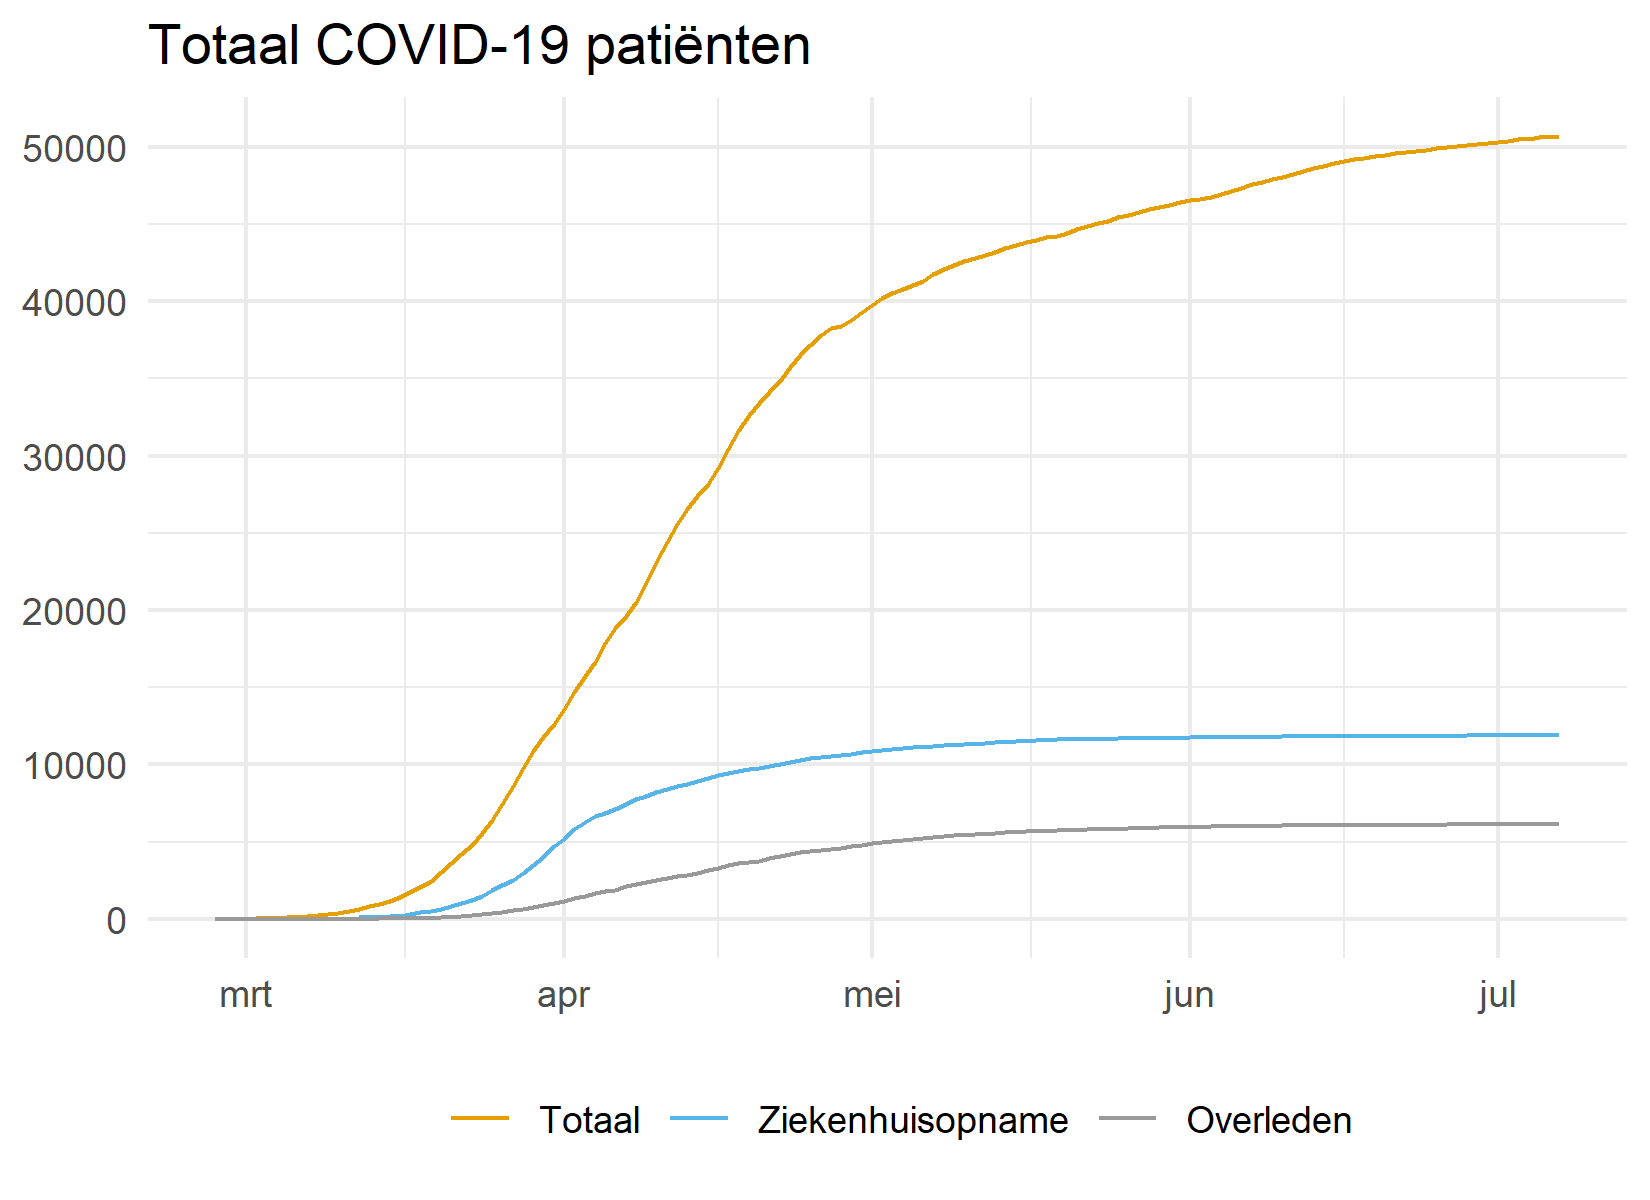 Totaal COVID-19 patiënten
50000
40000
30000
20000
10000
0
mrt apr mei jun jul
Totaal Ziekenhuisopname Overleden